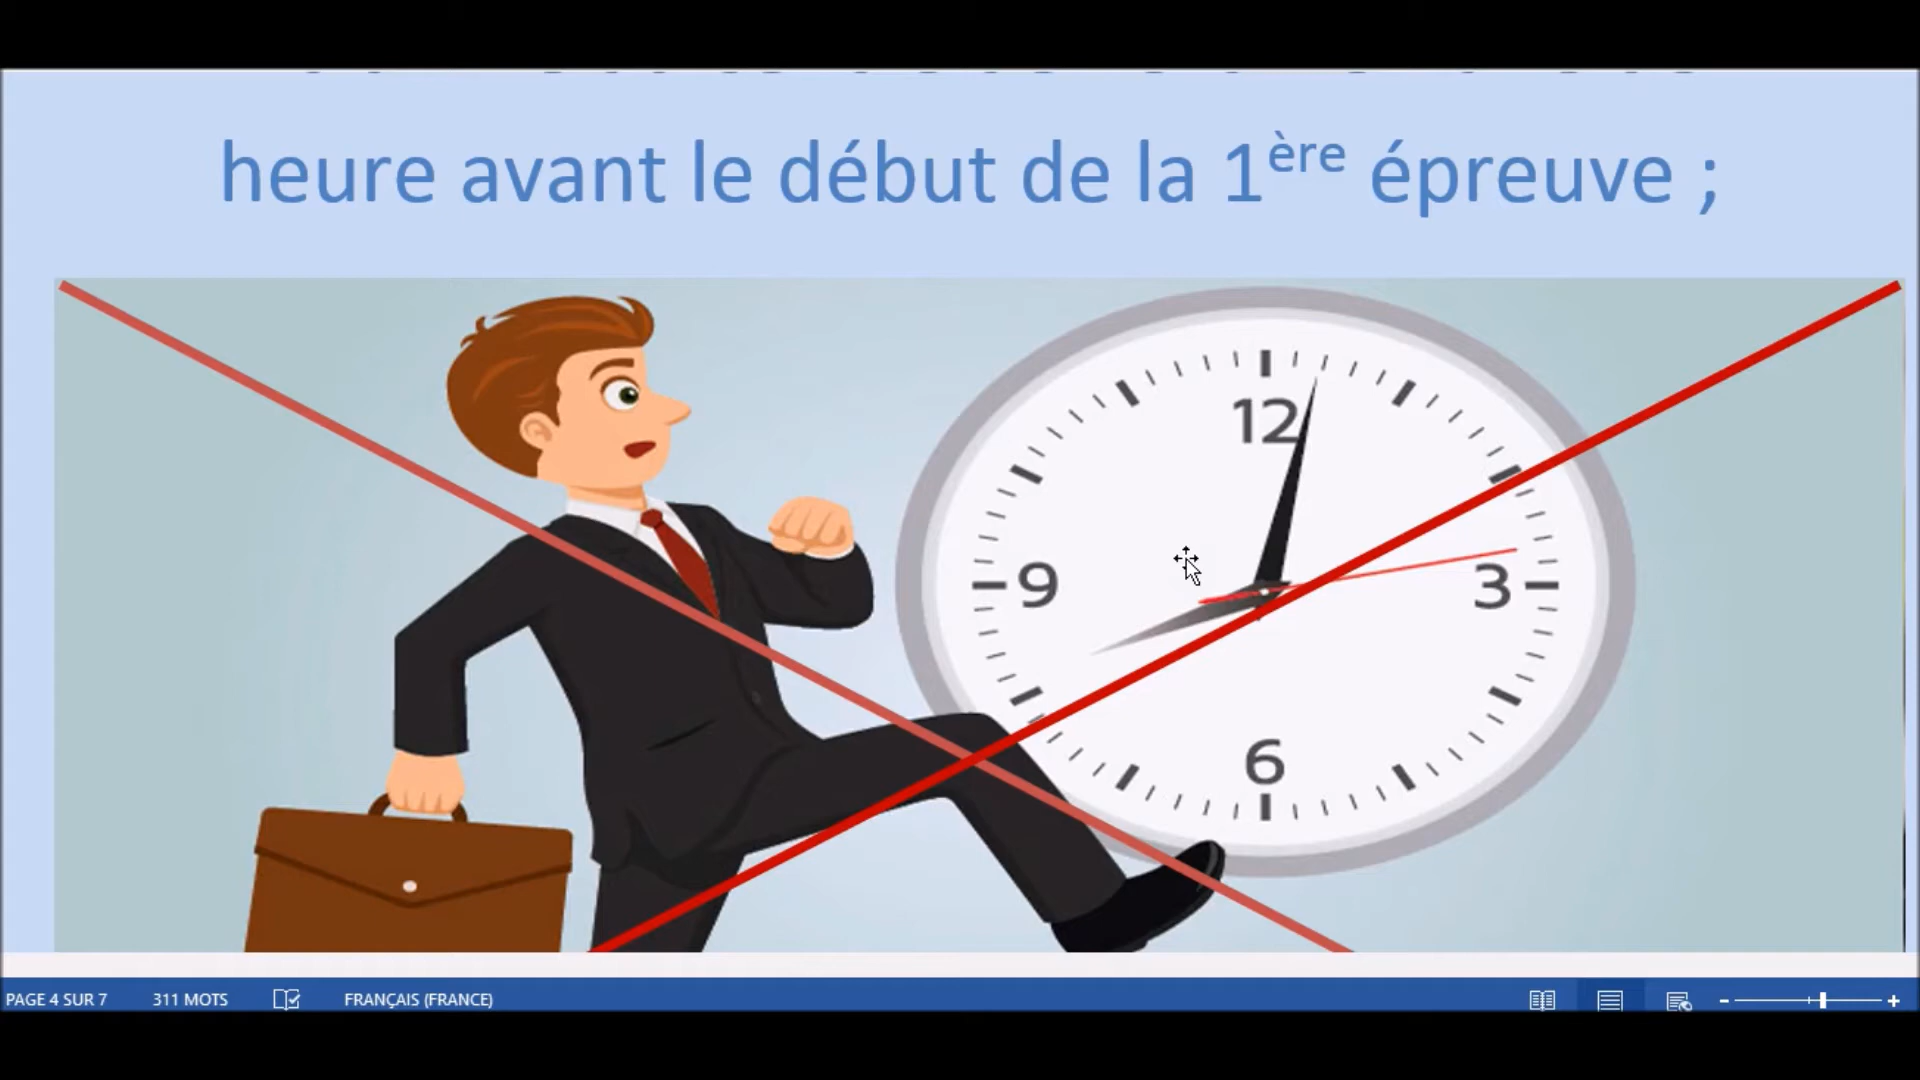 heure avant le début de la 1ère épreuve ;
12
9
3
6
PAGE 4 SUR 7 311 MOTS FRANÇAIS (FRANCE)